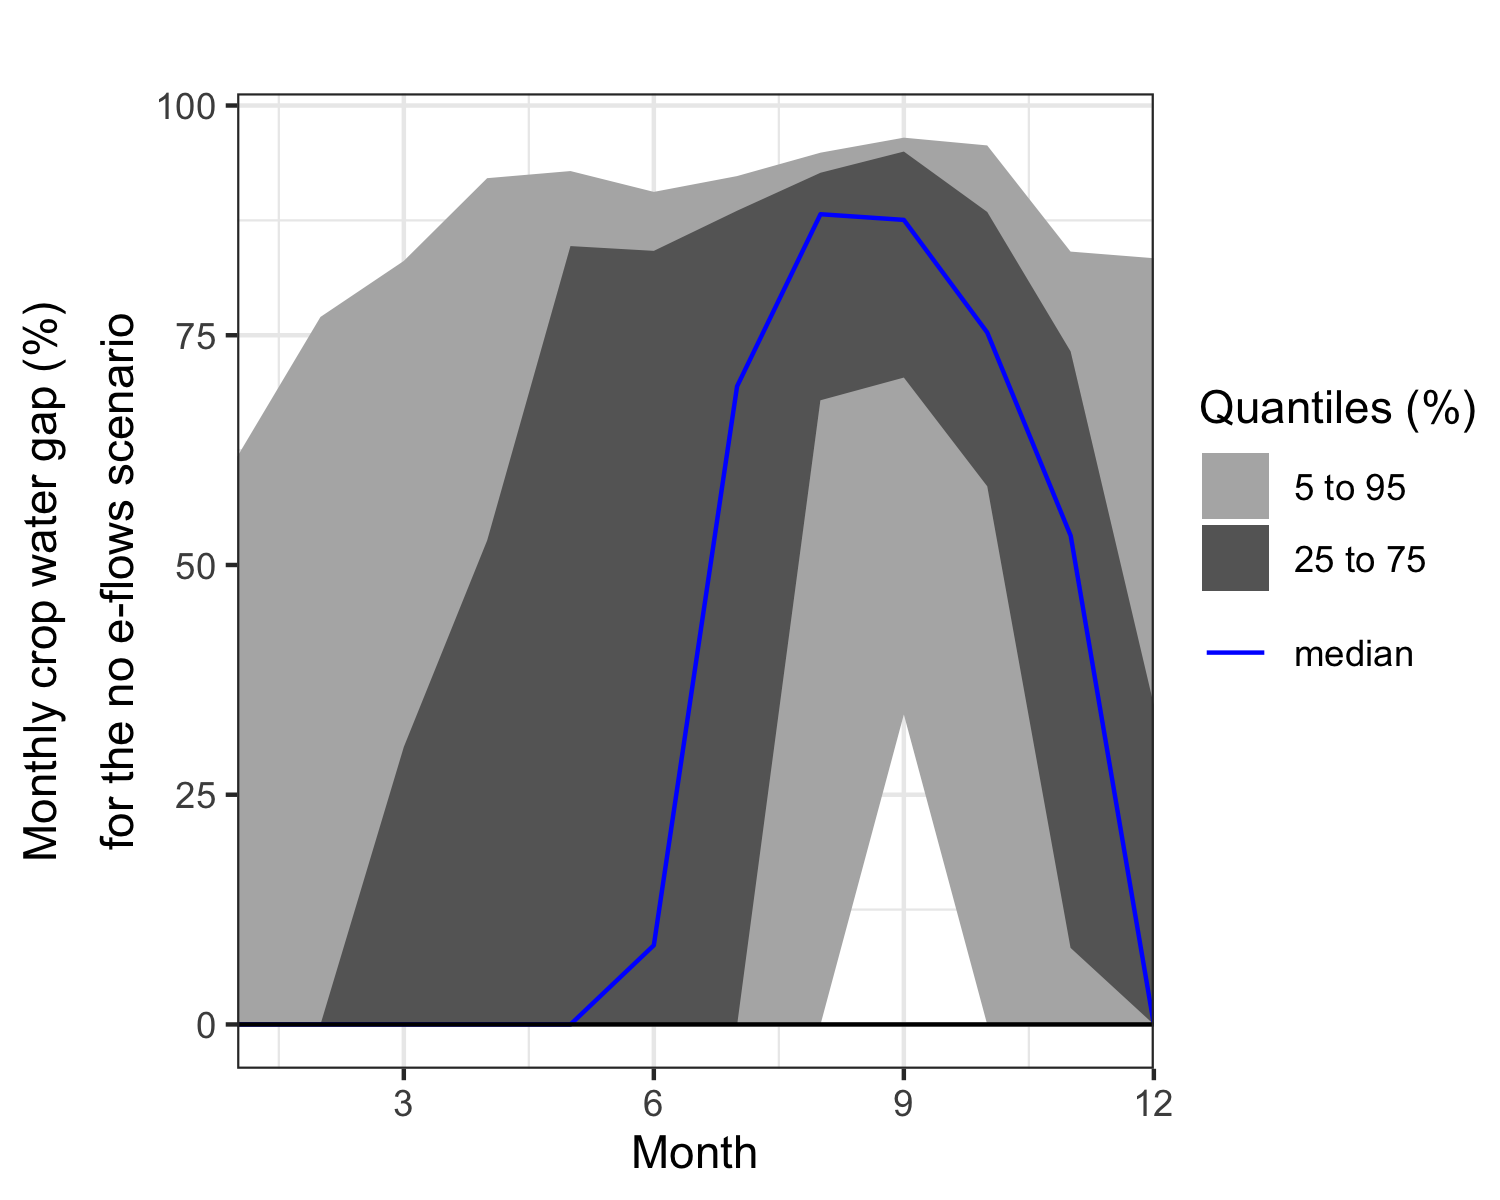 Monthly crop water gap (%)
for the no e-flows scenario
100
75
50
25
0
3
6
9
12
Month
Quantiles (%)
5 to 95
25 to 75
median